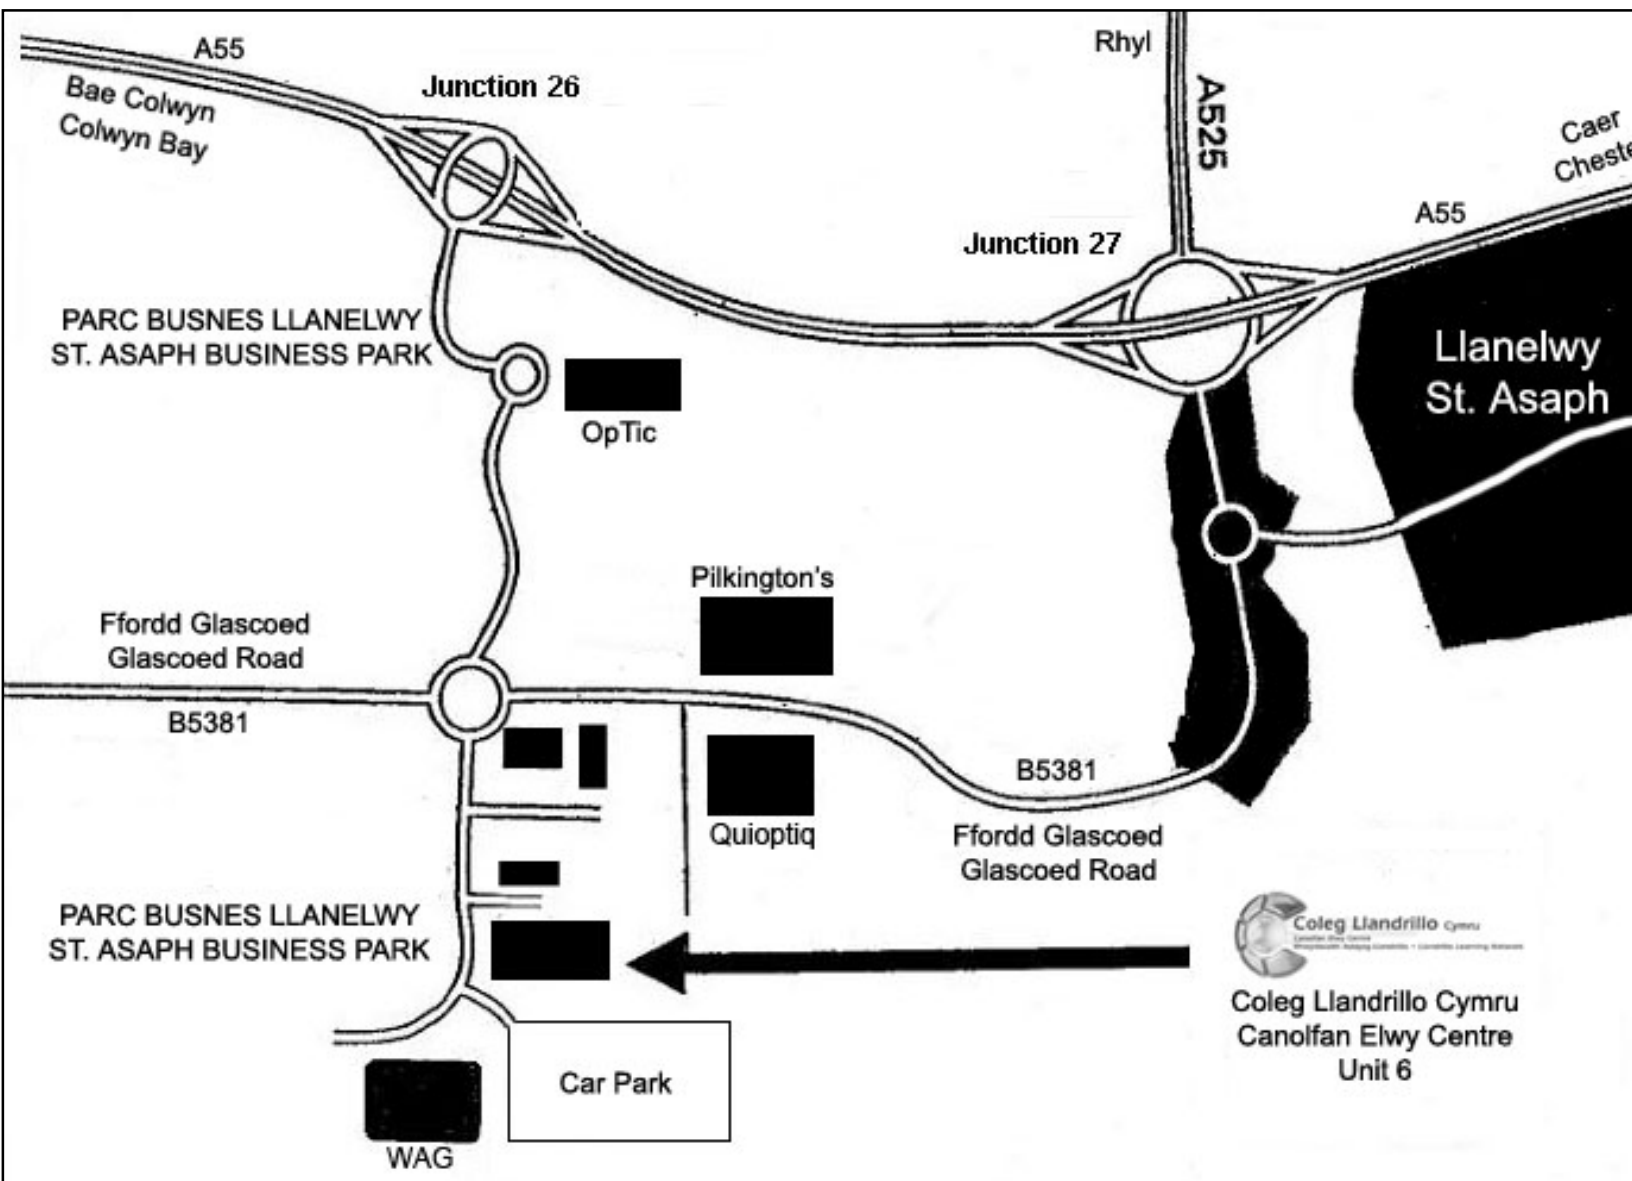 A55
Bae Colwyn
Colwyn Bay
Junction 26
Rhyl
A525
Caer
Cheste
A55
Junction 27
PARC BUSNES LLANELWY
ST. ASAPH BUSINESS PARK
OpTic
Llanelwy
St. Asaph
Pilkington's
Ffordd Glascoed
Glascoed Road
B5381
B5381
Quioptiq
Ffordd Glascoed
Glascoed Road
PARC BUSNES LLANELWY
ST. ASAPH BUSINESS PARK
Coleg Llandrillo Cymru
Canolfan Elwy Centre
Coleg Llandrillo Cymru
Canolfan Elwy Centre
Unit 6
Car Park
WAG